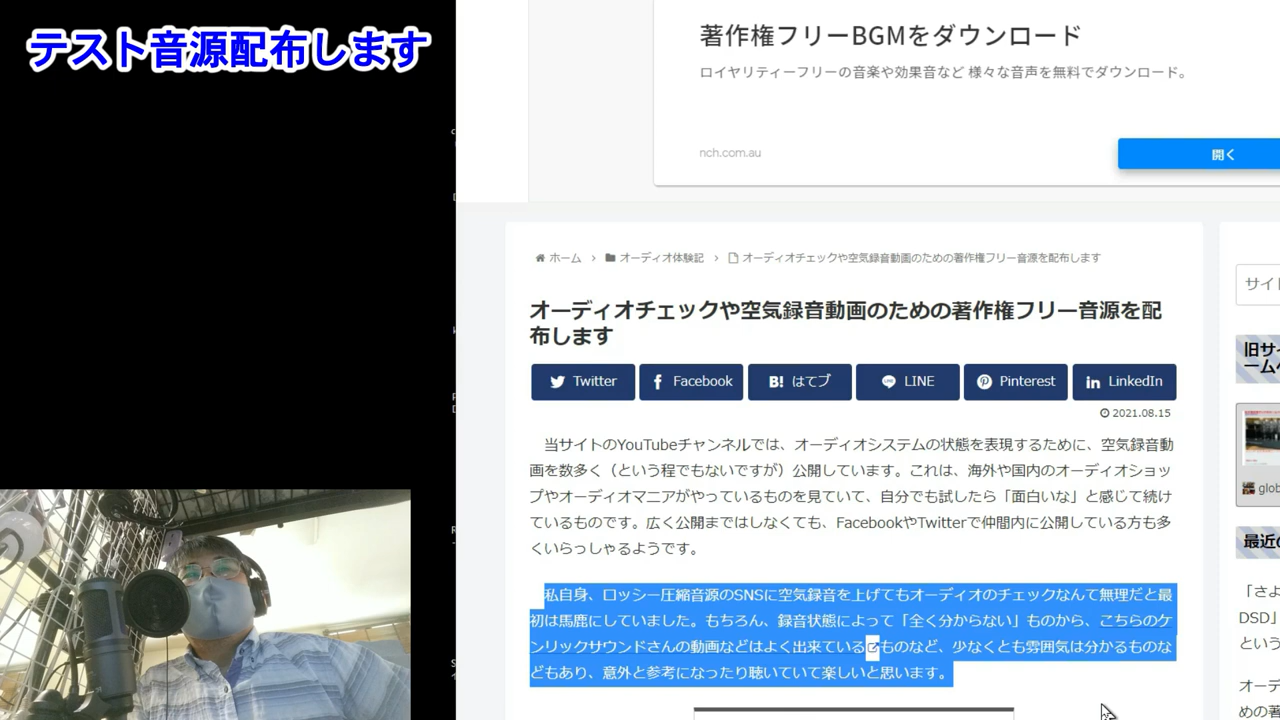 テスト音源配布します
著作権フリーBGMをダウンロード
ロイヤリティーフリーの音楽や効果音など 様々な音声を無料でダウンロード。
nch.com.au
開く
ホーム › オーディオ体験記 › オーディオチェックや空気録音動画のための著作権フリー音源を配布します
オーディオチェックや空気録音動画のための著作権フリー音源を配
布します
Twitter
Facebook
B! はてブ
LINE
Pinterest
LinkedIn
2021.08.15
当サイトのYouTubeチャンネルでは、オーディオシステムの状態を表現するために、空気録音動
画を数多く（という程でもないですが）公開しています。これは、海外や国内のオーディオショッ
プやオーディオマニアがやっているものを見ていて、自分でも試したら「面白いな」と感じて続け
ているものです。広く公開まではしなくても、FacebookやTwitterで仲間内に公開している方も多
くいらっしゃるようです。
私自身、ロッシー圧縮音源のSNSに空気録音を上げてもオーディオのチェックなんて無理だと最
初は馬鹿にしていました。もちろん、録音状態によって「全く分からない」ものから、こちらのケ
ンリックサウンドさんの動画などはよく出来ているものなど、少なくとも雰囲気は分かるものな
どもあり、意外と参考になったり聴いていて楽しいと思います。
サイ
旧サ
ームペ
glob
最近の
「さよ
DSD」
という
オーデ
めの著